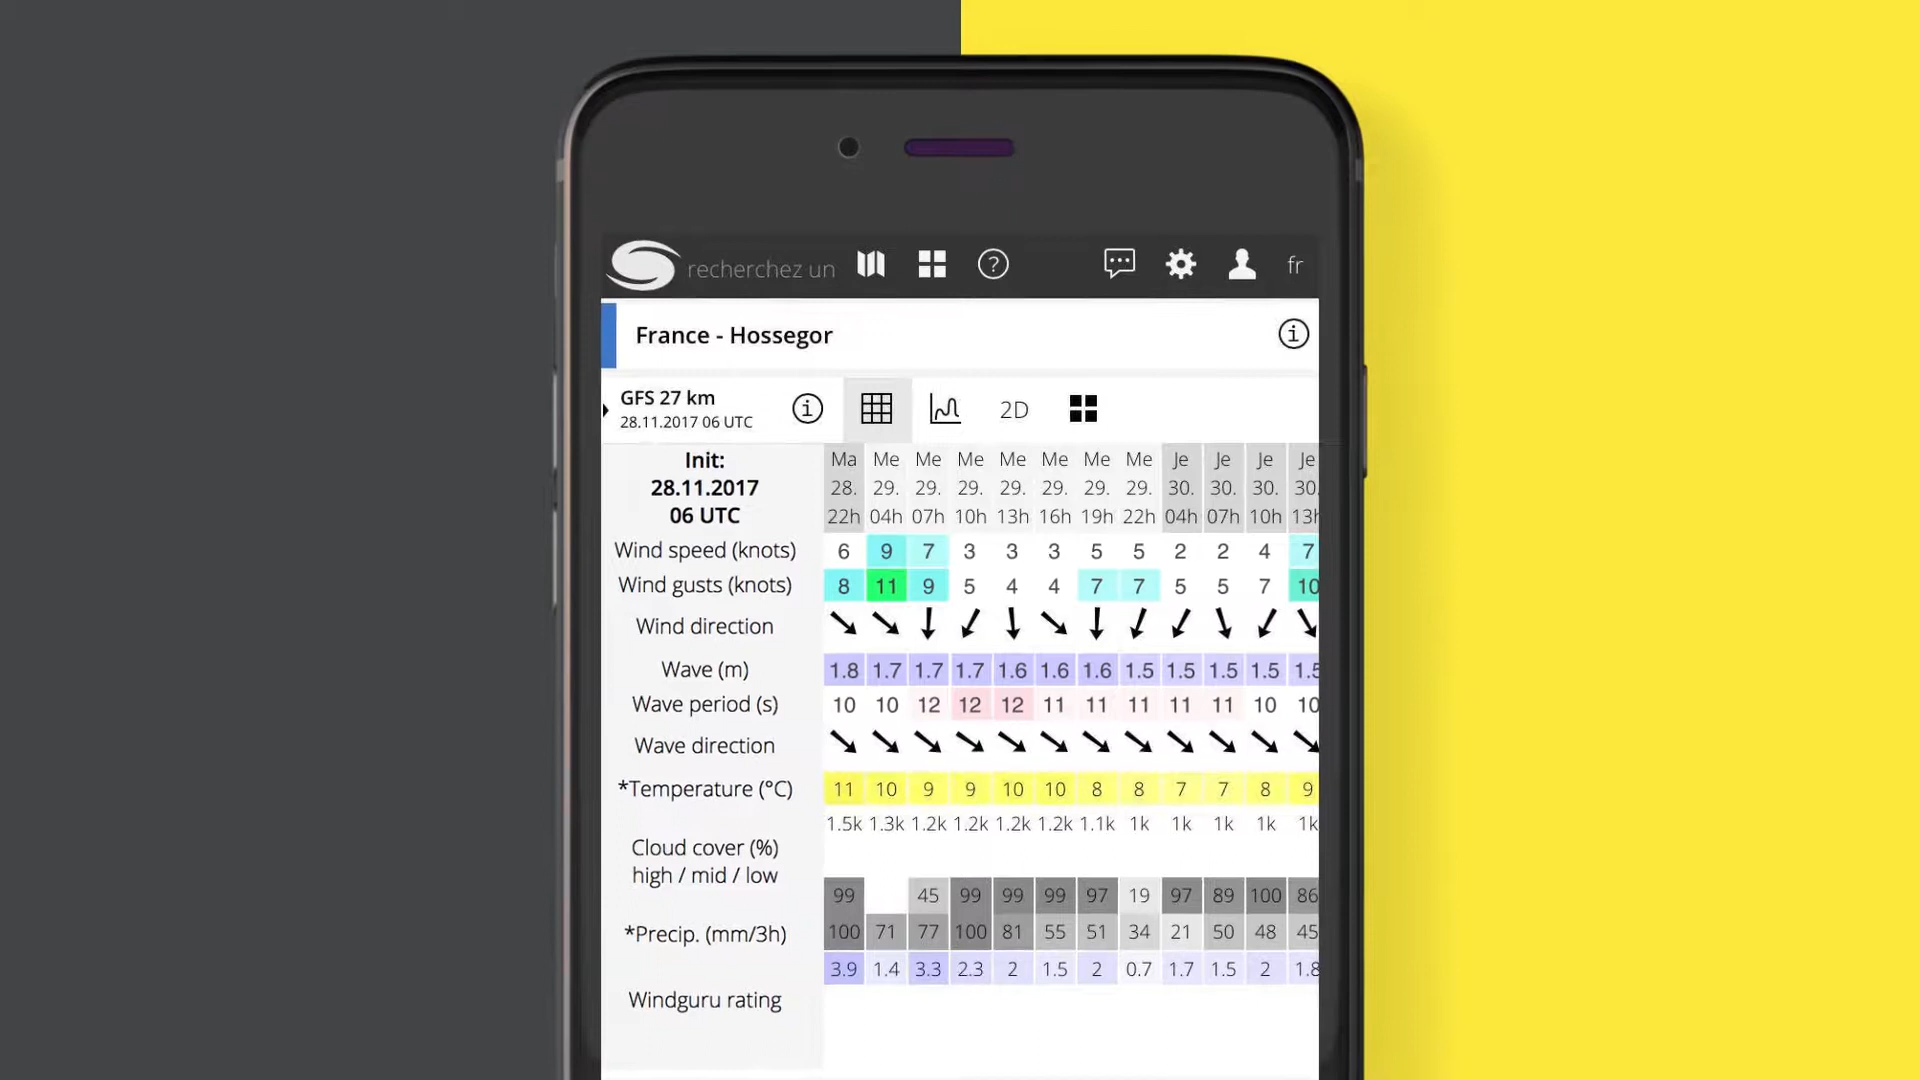 recherchez un
?
fr
France - Hossegor
i
GFS 27 km
28.11.2017 06 UTC
i
2D
Init:
28.11.2017
06 UTC
Ma Me Me Me Me Me Me Me Je Je Je Je
28. 29. 29. 29. 29. 29. 29. 29. 30. 30. 30. 30.
22h 04h 07h 10h 13h 16h 19h 22h 04h 07h 10h 13h
Wind speed (knots) 6 9 7 3 3 3 5 5 2 2 4 7
Wind gusts (knots) 8 11 9 5 4 4 7 7 5 5 7 10
Wind direction
Wave (m) 1.8 1.7 1.7 1.7 1.6 1.6 1.6 1.5 1.5 1.5 1.5 1.5
Wave period (s) 10 10 12 12 12 11 11 11 11 11 10 10
Wave direction
*Temperature (°C) 11 10 9 9 10 10 8 8 7 7 8 9
1.5k 1.3k 1.2k 1.2k 1.2k 1.2k 1.1k 1k 1k 1k 1k 1k
Cloud cover (%)
high / mid / low
99 45 99 99 99 97 19 97 89 100 86
*Precip. (mm/3h) 100 71 77 100 81 55 51 34 21 50 48 45
3.9 1.4 3.3 2.3 2 1.5 2 0.7 1.7 1.5 2 1.8
Windguru rating